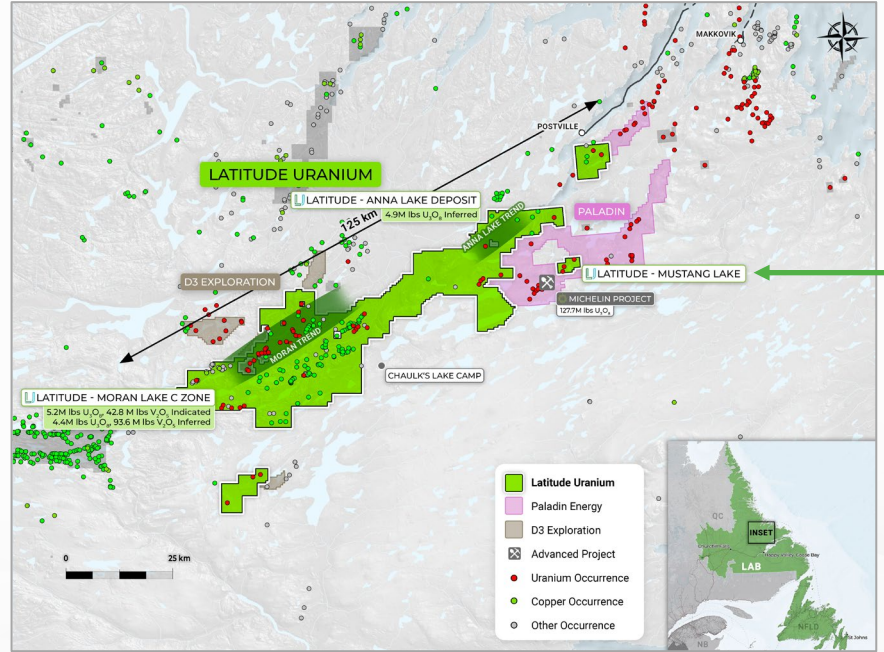 MAKKOVIK
POSTVILLE
LATITUDE URANIUM
LATITUDE - ANNA LAKE DEPOSIT
4.9M lbs U₃O₈ Inferred
125 km
ANNA LAKE TREND
PALADIN
LATITUDE - MUSTANG LAKE
D3 EXPLORATION
MICHELIN PROJECT
127.7M lbs U₃O₈
MORAN TREND
CHAULK'S LAKE CAMP
LATITUDE - MORAN LAKE C ZONE
5.2M lbs U₃O₈, 42.8 M lbs V₂O₅ Indicated
4.4M lbs U₃O₈, 93.6 M lbs V₂O₅ Inferred
0 25 km
Latitude Uranium
Paladin Energy
D3 Exploration
Advanced Project
Uranium Occurrence
Copper Occurrence
Other Occurrence
QC
INSET
LAB
NFLD
St Johns
NB